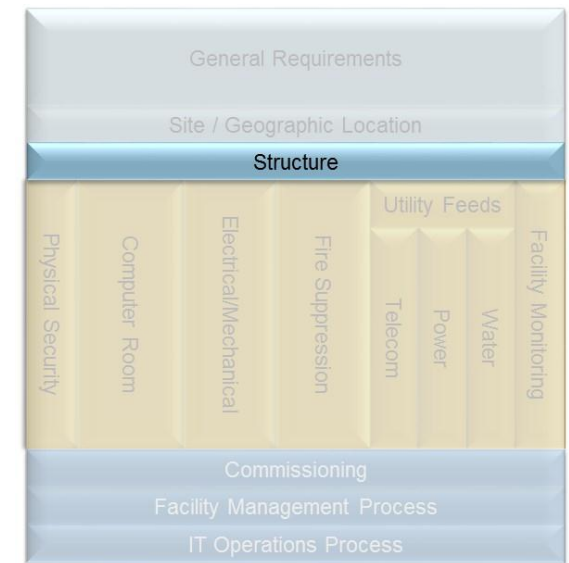 General Requirements
Site / Geographic Location
Structure
Physical Security
Computer Room
Electrical/Mechanical
Fire Suppression
Utility Feeds
Telecom
Power
Water
Facility Monitoring
Commissioning
Facility Management Process
IT Operations Process